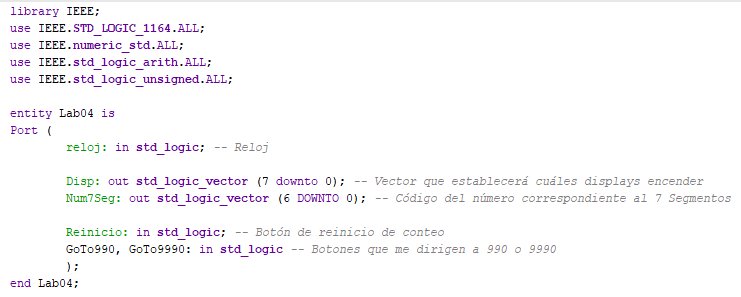 library IEEE;
use IEEE.STD_LOGIC_1164.ALL;
use IEEE.numeric_std.ALL;
use IEEE.std_logic_arith.ALL;
use IEEE.std_logic_unsigned.ALL;

entity Lab04 is
Port (
        reloj: in std_logic; -- Reloj

        Disp: out std_logic_vector (7 downto 0); -- Vector que establecerá cuáles displays encender
        Num7Seg: out std_logic_vector (6 DOWNTO 0); -- Código del número correspondiente al 7 Segmentos

        Reinicio: in std_logic; -- Botón de reinicio de conteo
        GoTo990, GoTo9990: in std_logic -- Botones que me dirigen a 990 o 9990
        );
end Lab04;